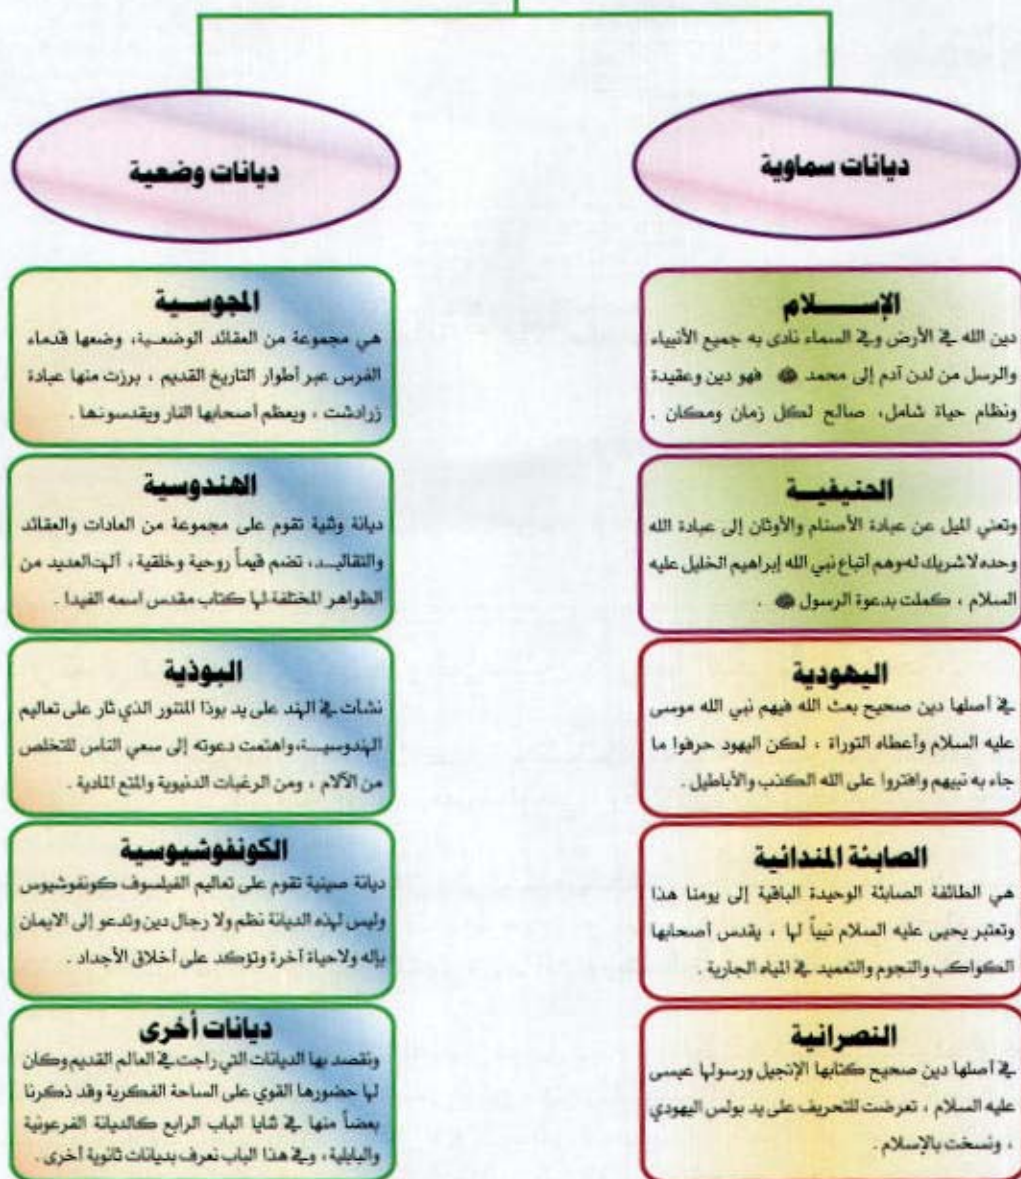 ديانات سماوية
ديانات وضعية
الإســـــلام
دين الله في الأرض وفي السماء نادى به جميع الأنبياء
والرسل من لدن آدم إلى محمد ﷺ فهو دين وعقيدة
ونظام حياة شامل، صالح لكل زمان ومكان .
الحنيفيـــة
وتعني الميل عن عبادة الأصنام والأوثان إلى عبادة الله
وحده لاشريك له وهم أتباع نبي الله إبراهيم الخليل عليه
السلام ، كملت بدعوة الرسول ﷺ .
اليهودية
في أصلها دين صحيح بعث الله فيهم نبي الله موسى
عليه السلام وأعطاه التوراة ، لكن اليهود حرفوا ما
جاء به نبيهم وافتروا على الله الكذب والأباطيل .
الصابئة المندائية
هي الطائفة الصابئة الوحيدة الباقية إلى يومنا هذا
وتعتبر يحيى عليه السلام نبياً لها ، يقدس أصحابها
الكواكب والنجوم والتعميد في المياه الجارية .
النصرانية
في أصلها دين صحيح كتابها الإنجيل ورسولها عيسى
عليه السلام ، تعرضت للتحريف على يد بولس اليهودي
، ونسخت بالإسلام .
المجوسـية
هي مجموعة من العقائد الوضعـية، وضعها قدماء
الفرس عبر أطوار التاريخ القديم ، برزت منها عبادة
زرادشت ، ويعظم أصحابها النار ويقدسونها .
الهندوسية
ديانة وثنية تقوم على مجموعة من العادات والعقائد
والتقاليـد، تضم قيماً روحية وخلقية ، ألهت العديد من
الظواهر المختلفة لها كتاب مقدس اسمه الفيدا .
البوذية
نشأت في الهند على يد بوذا المتنور الذي ثار على تعاليم
الهندوسيـــة، واهتمت دعوته إلى سعي الناس للتخلص
من الآلام ، ومن الرغبات الدنيوية والمتع المادية .
الكونفوشيوسية
ديانة صينية تقوم على تعاليم الفيلسوف كونفوشيوس
وليس لهذه الديانة نظم ولا رجال دين وتدعو إلى الايمان
بإله ولاحياة آخرة وتؤكد على أخلاق الأجداد .
ديانات أخرى
ونقصد بها الديانات التي راجت في العالم القديم وكان
لها حضورها القوي على الساحة الفكرية وقد ذكرنا
بعضاً منها في ثنايا الباب الرابع كالديانة الفرعونية
والبابلية ، وفي هذا الباب نعرف بديانات ثانوية أخرى .